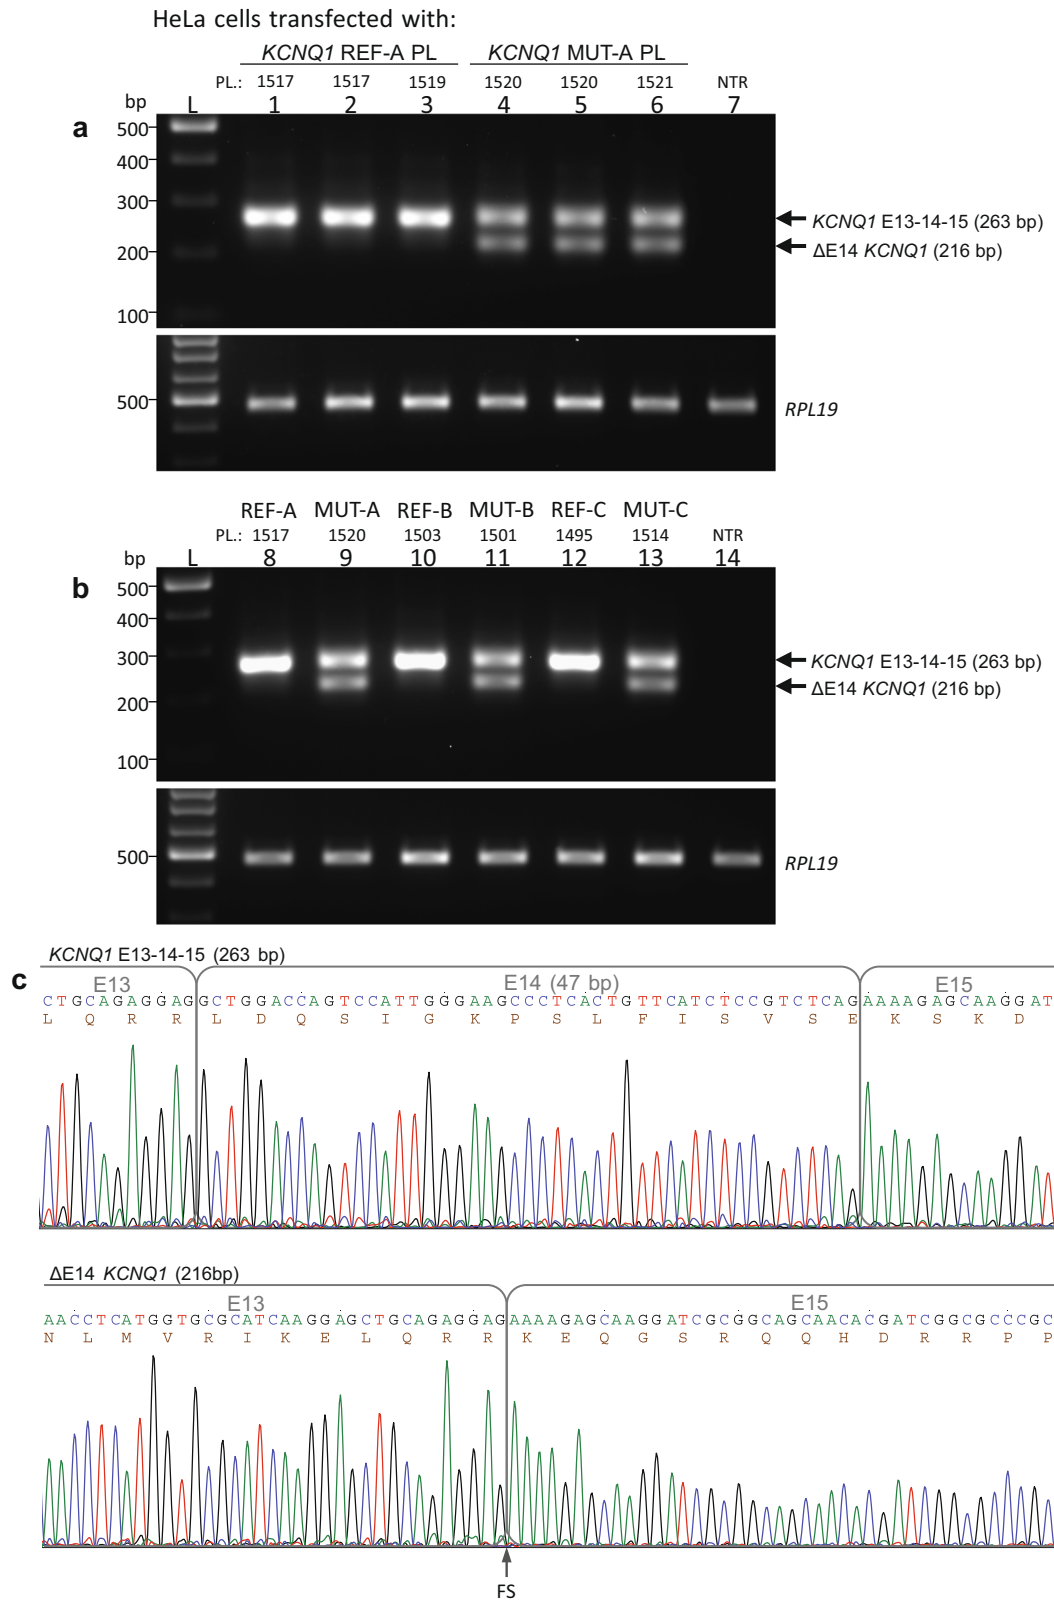 HeLa cells transfected with:
KCNQ1 REF-A PL KCNQ1 MUT-A PL
PL.: 1517 1517 1519 1520 1520 1521 NTR
bp L 1 2 3 4 5 6 7
a
500
400
300
200
100
KCNQ1 E13-14-15 (263 bp)
ΔE14 KCNQ1 (216 bp)
500
RPL19
REF-A MUT-A REF-B MUT-B REF-C MUT-C
PL.: 1517 1520 1503 1501 1495 1514 NTR
bp L 8 9 10 11 12 13 14
b
500
400
300
200
100
KCNQ1 E13-14-15 (263 bp)
ΔE14 KCNQ1 (216 bp)
500
RPL19
c
KCNQ1 E13-14-15 (263 bp)
E13 E14 (47 bp) E15
CTGCAGAGGAGGCTGGACCAGTCCATTGGGAAGCCCTCACTGTTCATCTCCGTCTCAGAAAAGAGCAAGGAT
L Q R R L D Q S I G K P S L F I S V S E K S K D
ΔE14 KCNQ1 (216bp)
E13 E15
AACCTCATGGTGCGCATCAAGGAGCTGCAGAGGAGAAAAGAGCAAGGATCGCGGCAGCAACACGATCGGCGCCCGC
N L M V R I K E L Q R R K E Q G S R Q Q H D R R P P
FS